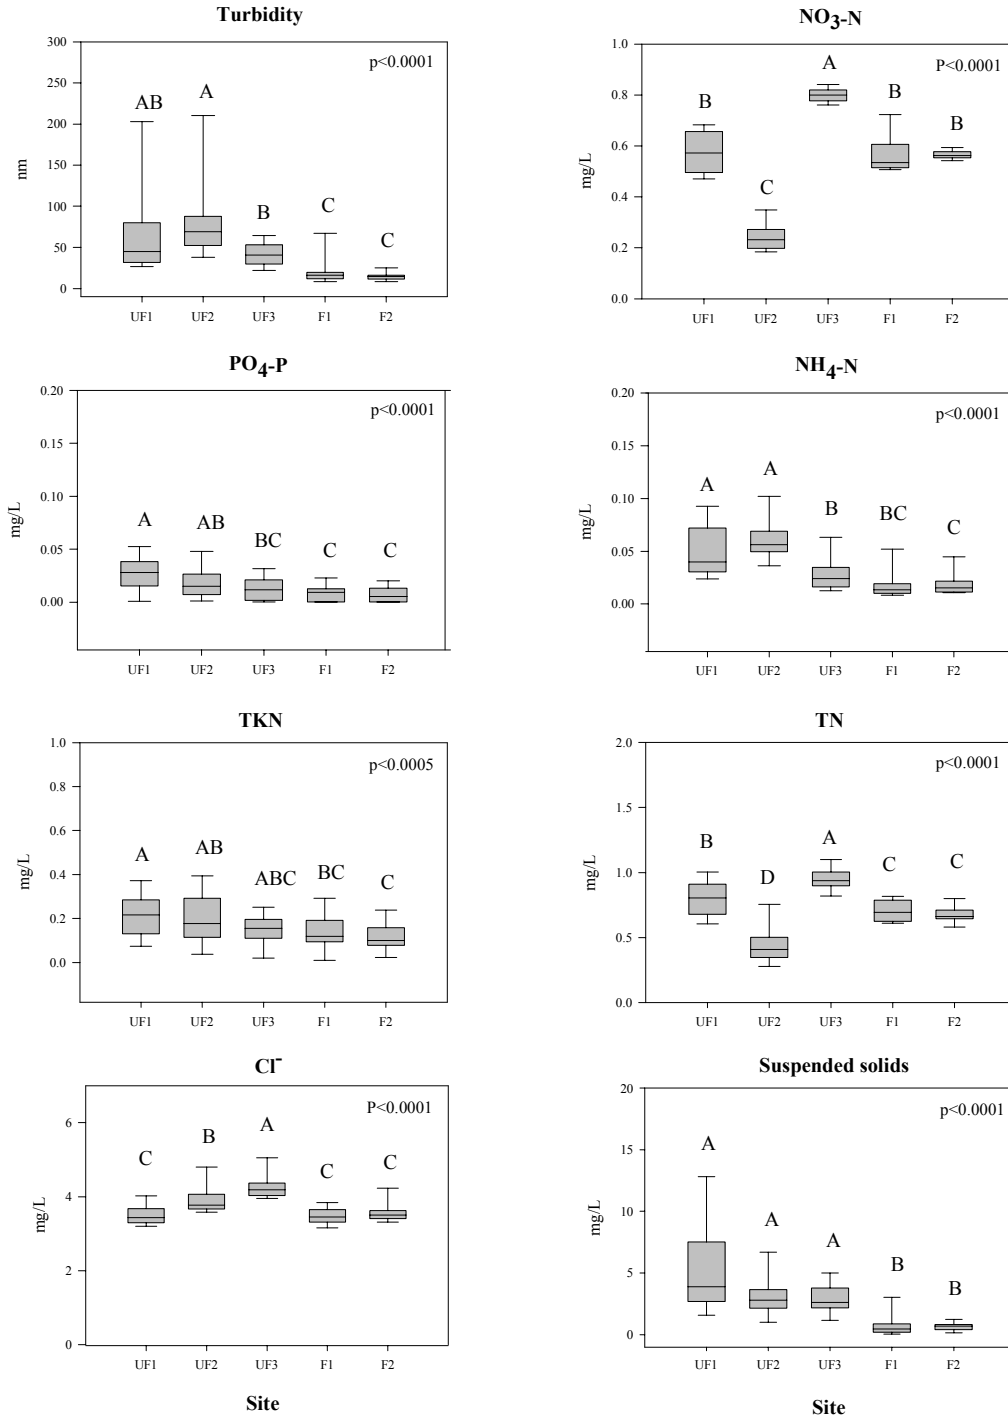 Turbidity
300
250
200
150
100
50
0
nm
p<0.0001
AB
A
B
C
C
UF1 UF2 UF3 F1 F2
NO3-N
1.0
0.8
0.6
0.4
0.2
0.0
mg/L
P<0.0001
B
C
A
B
B
UF1 UF2 UF3 F1 F2
PO4-P
0.20
0.15
0.10
0.05
0.00
mg/L
p<0.0001
A
AB
BC
C
C
UF1 UF2 UF3 F1 F2
NH4-N
0.20
0.15
0.10
0.05
0.00
mg/L
p<0.0001
A
A
B
BC
C
UF1 UF2 UF3 F1 F2
TKN
1.0
0.8
0.6
0.4
0.2
0.0
mg/L
p<0.0005
A
AB
ABC
BC
C
UF1 UF2 UF3 F1 F2
TN
2.0
1.5
1.0
0.5
0.0
mg/L
p<0.0001
B
D
A
C
C
UF1 UF2 UF3 F1 F2
Cl-
6
4
2
0
mg/L
P<0.0001
C
B
A
C
C
UF1 UF2 UF3 F1 F2
Site
Suspended solids
20
15
10
5
0
mg/L
p<0.0001
A
A
A
B
B
UF1 UF2 UF3 F1 F2
Site